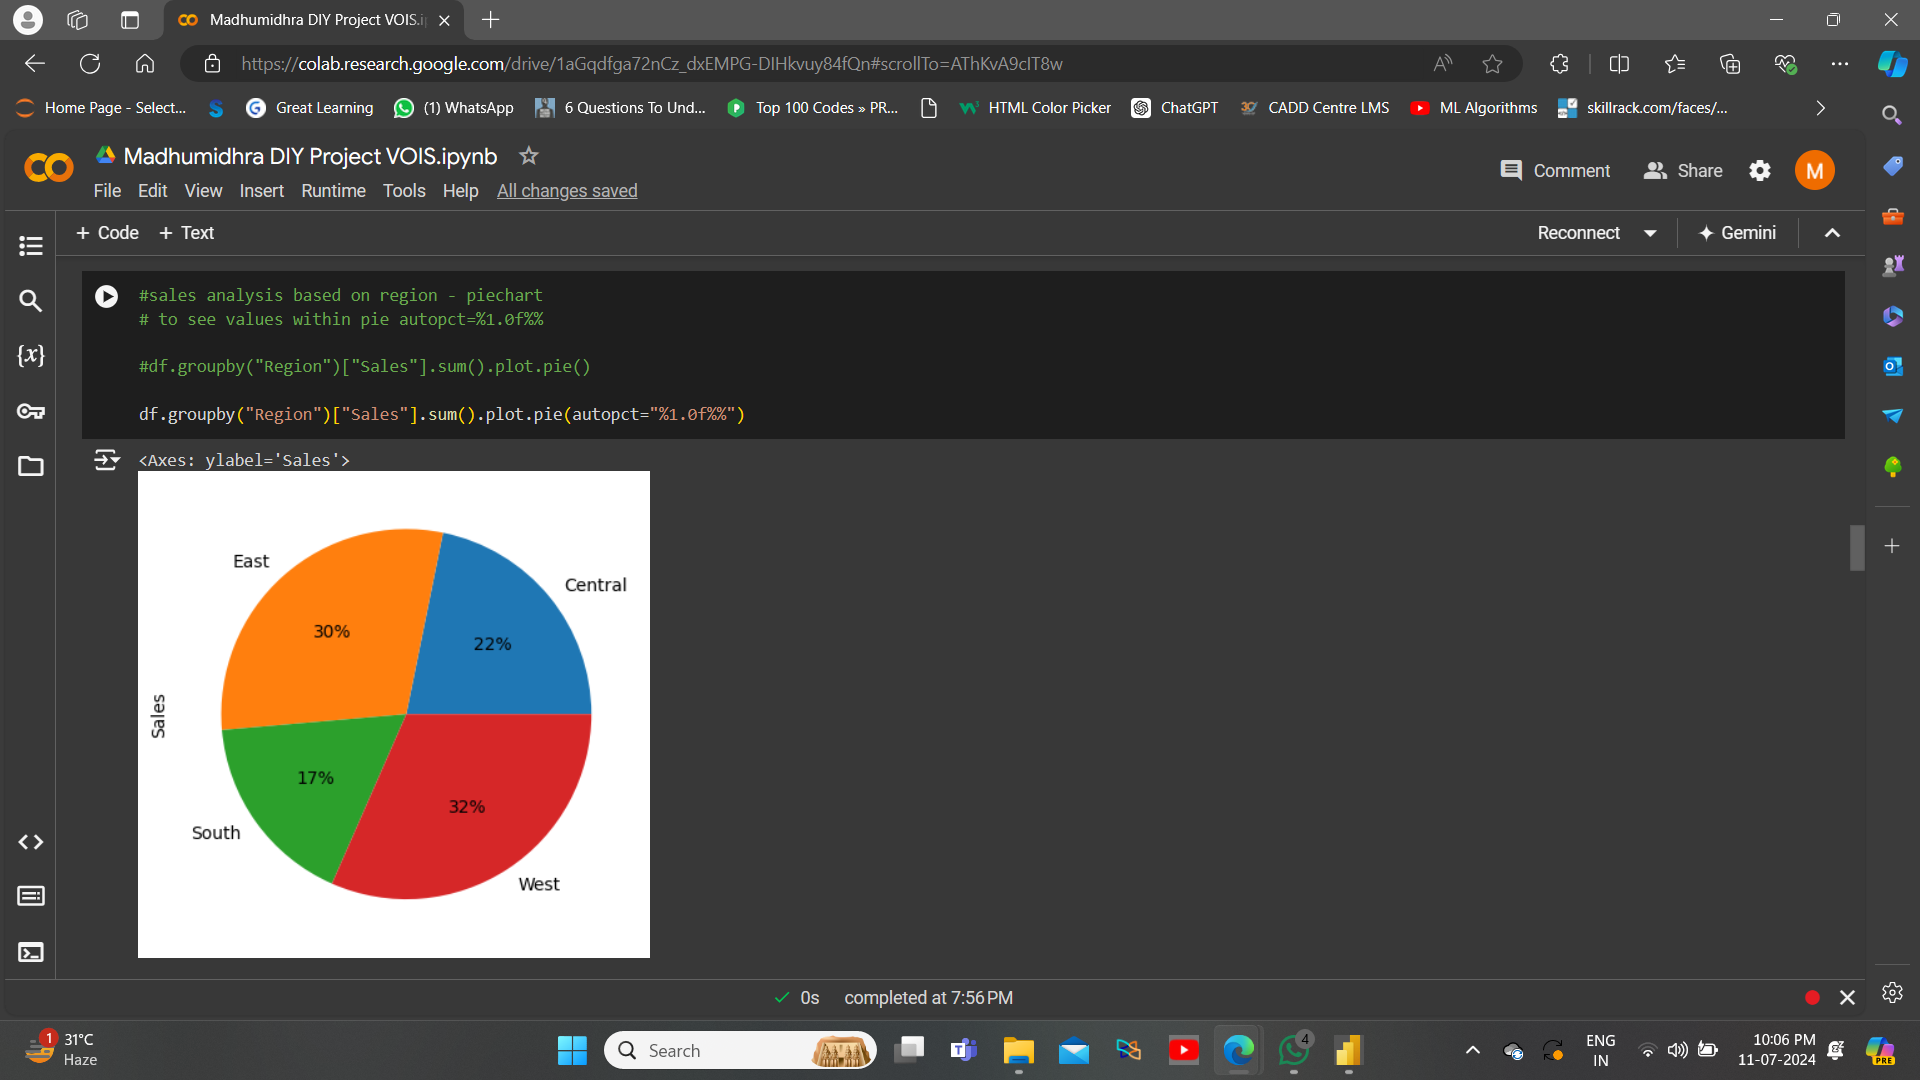 Madhumidhra DIY Project VOIS.i
https://colab.research.google.com/drive/1aGqdfga72nCz_dxEMPG-DIHkvuy84fQn#scrollTo=AThKvA9cIT8w
Home Page - Select...
Great Learning
(1) WhatsApp
6 Questions To Und...
Top 100 Codes » PR...
HTML Color Picker
ChatGPT
CADD Centre LMS
ML Algorithms
skillrack.com/faces/...
Madhumidhra DIY Project VOIS.ipynb
Comment
Share
M
File Edit View Insert Runtime Tools Help All changes saved
+ Code + Text
Reconnect
Gemini
#sales analysis based on region - piechart
# to see values within pie autopct=%1.0f%%
#df.groupby("Region")["Sales"].sum().plot.pie()
df.groupby("Region")["Sales"].sum().plot.pie(autopct="%1.0f%%")
<Axes: ylabel='Sales'>
East
Central
30%
22%
Sales
17%
32%
South
West
0s completed at 7:56 PM
1
31°C
Haze
Search
4
ENG
IN
10:06 PM
11-07-2024
PRE